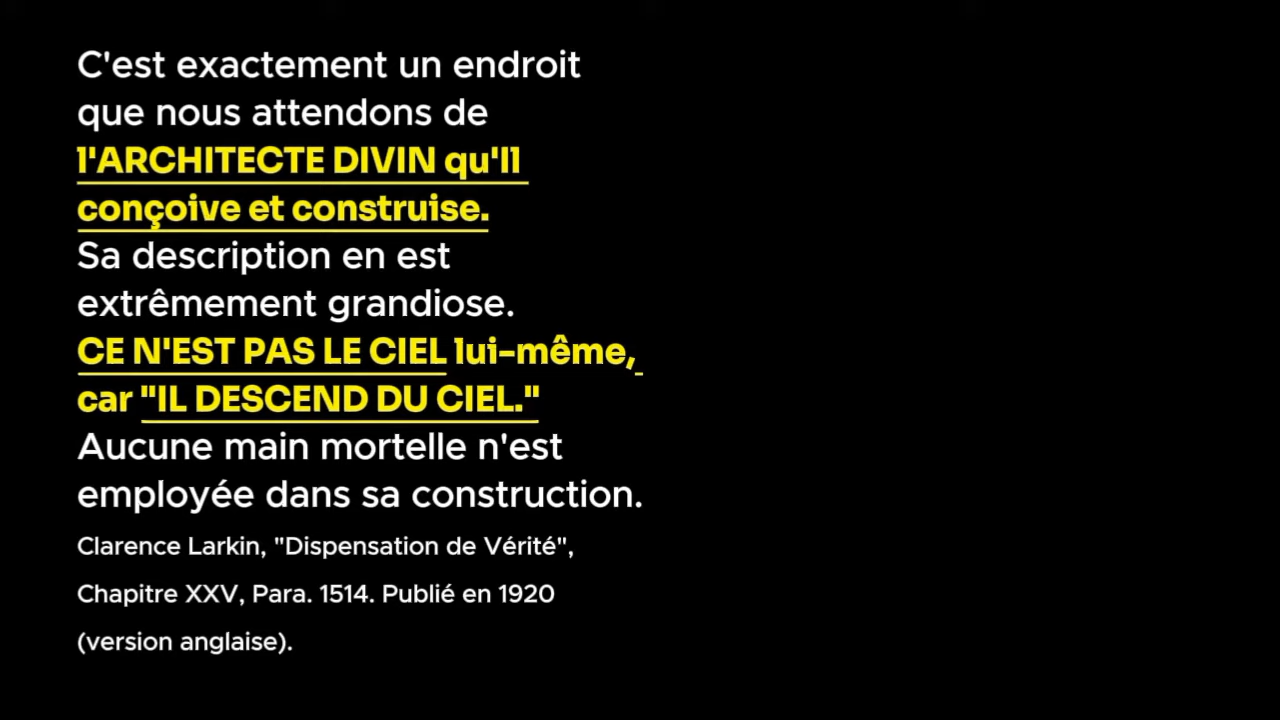 C'est exactement un endroit
que nous attendons de
l'ARCHITECTE DIVIN qu'Il
conçoive et construise.
Sa description en est
extrêmement grandiose.
CE N'EST PAS LE CIEL lui-même,
car "IL DESCEND DU CIEL."
Aucune main mortelle n'est
employée dans sa construction.
Clarence Larkin, "Dispensation de Vérité",
Chapitre XXV, Para. 1514. Publié en 1920
(version anglaise).